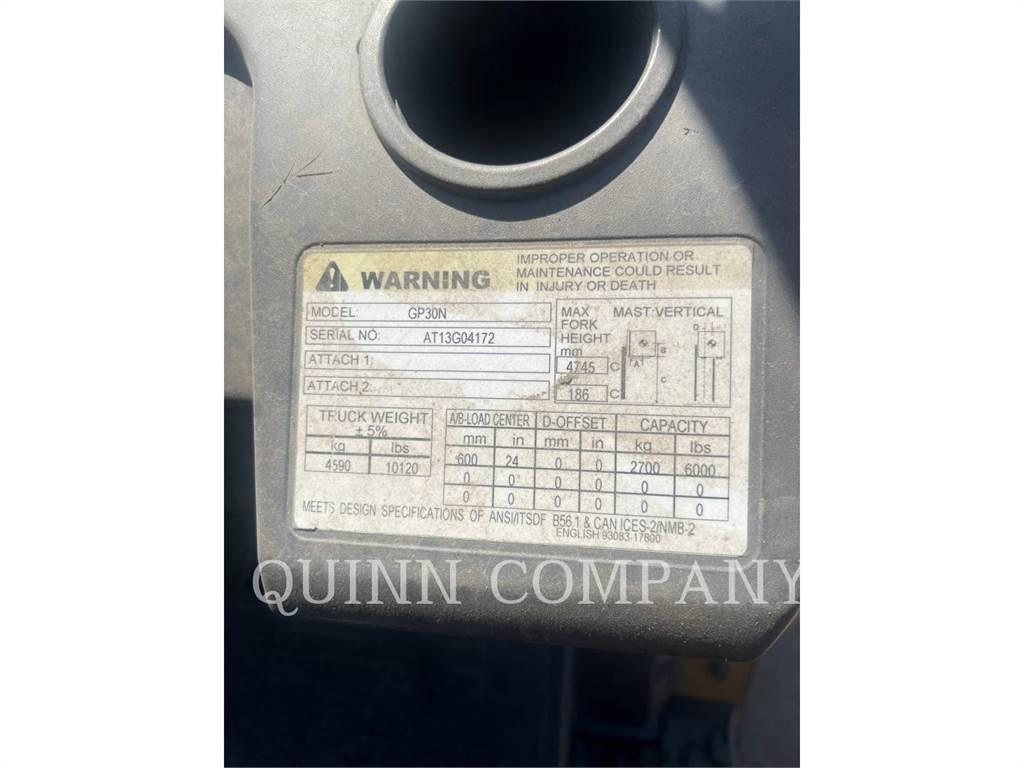 WARNING
IMPROPER OPERATION OR
MAINTENANCE COULD RESULT
IN INJURY OR DEATH
MODEL: GP30N
SERIAL NO: AT13G04172
ATTACH 1:
ATTACH 2:
MAX
FORK
HEIGHT
mm
4745 C
186 C
MAST:VERTICAL
D
B
A
C
TRUCK WEIGHT
± 5%
kg lbs
4590 10120
A/B-LOAD CENTER D-OFFSET CAPACITY
mm in mm in kg lbs
600 24 0 0 2700 6000
0 0 0 0 0 0
0 0 0 0 0 0
MEETS DESIGN SPECIFICATIONS OF ANSI/ITSDF B56.1 & CAN ICES-2/NMB-2
ENGLISH 93083-17800
QUINN COMPANY